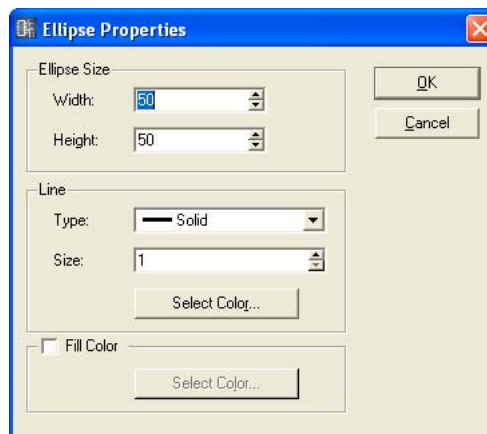 Ellipse Properties
Ellipse Size
Width: 50
Height: 50
OK
Cancel
Line
Type: Solid
Size: 1
Select Color...
Fill Color
Select Color...